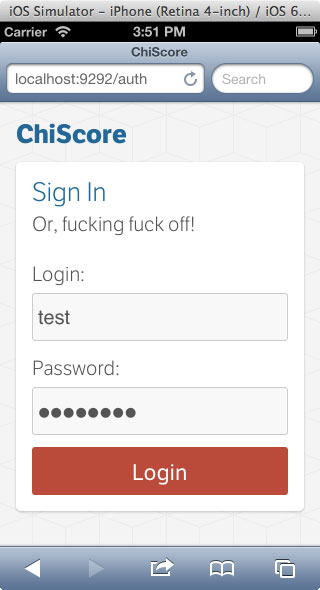 iOS Simulator – iPhone (Retina 4-inch) / iOS 6...
Carrier 3:51 PM
ChiScore
localhost:9292/auth Search
ChiScore
Sign In
Or, fucking fuck off!
Login:
test
Password:
●●●●●●●●
Login